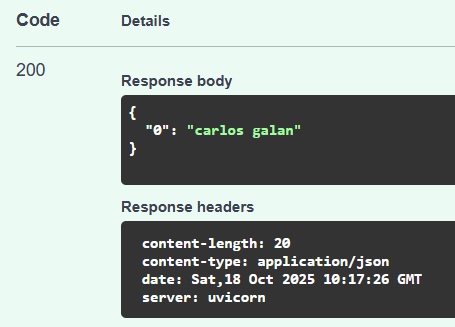 Code Details
200
Response body
{
"0": "carlos galan"
}
Response headers
content-length: 20
content-type: application/json
date: Sat,18 Oct 2025 10:17:26 GMT
server: uvicorn